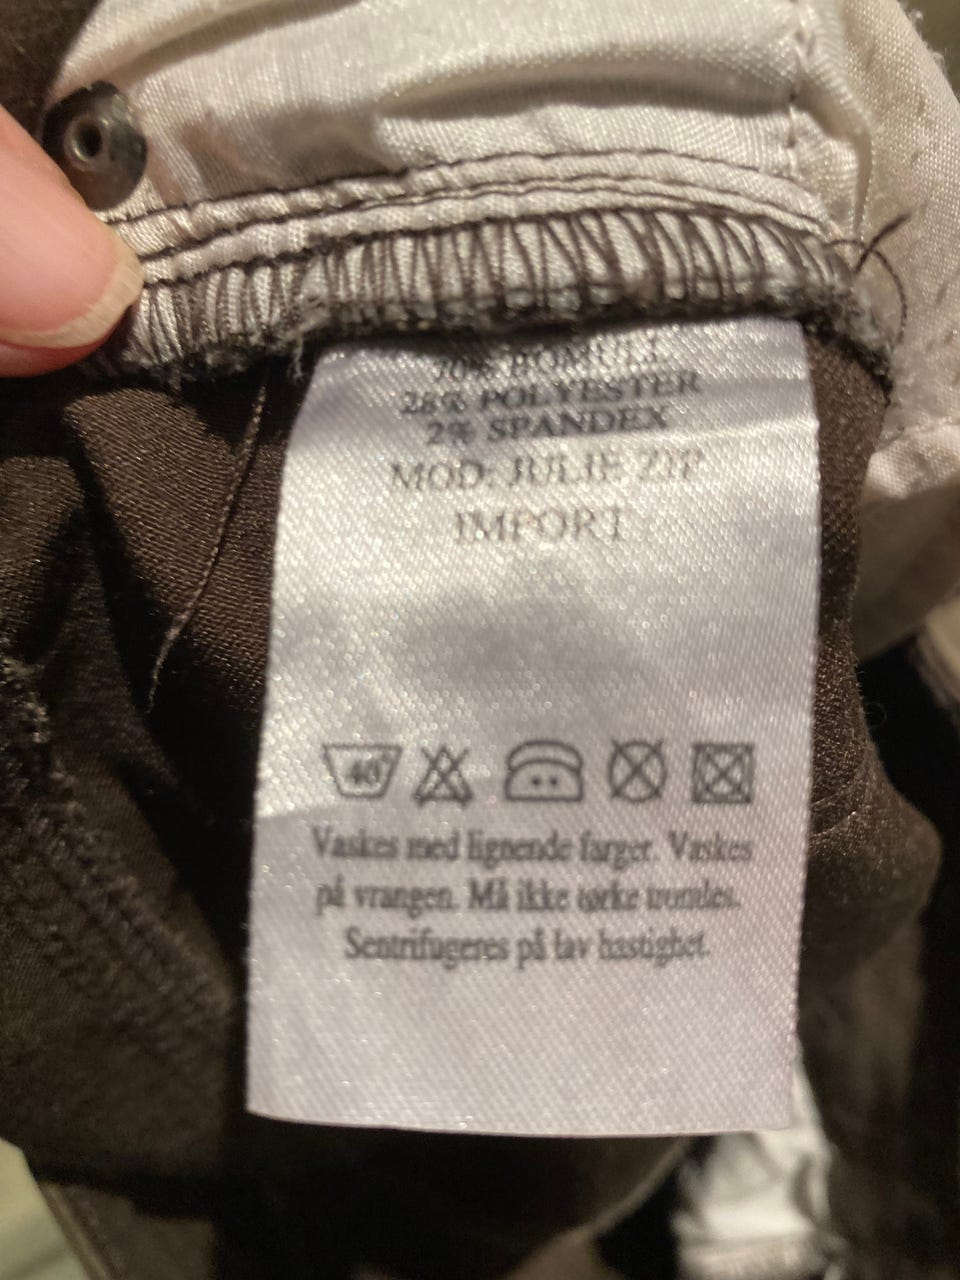 70% BOMULL
28% POLYESTER
2% SPANDEX
MOD: JULIE ZIP
IMPORT
40°
Vaskes med lignende farger. Vaskes
på vrangen. Må ikke tørke tromles.
Sentrifugeres på lav hastighet.